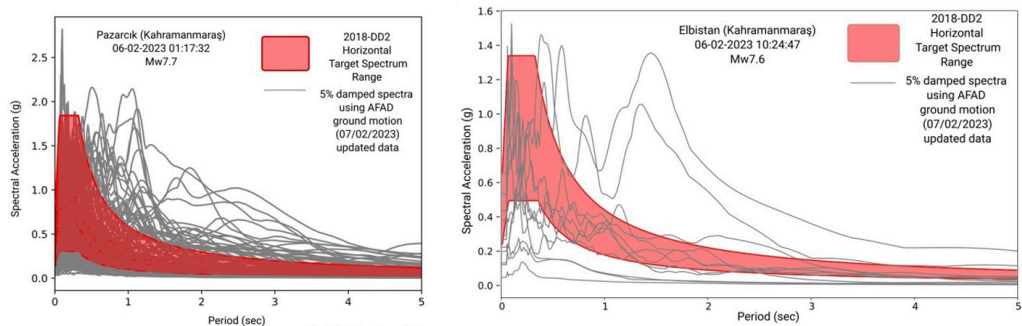 Pazarcık (Kahramanmaraş)
06-02-2023 01:17:32
Mw7.7
2018-DD2
Horizontal
Target Spectrum
Range
5% damped spectra
using AFAD
ground motion
(07/02/2023)
updated data
Spectral Acceleration (g)
2.5
2.0
1.5
1.0
0.5
0.0
0 1 2 3 4 5
Period (sec)
Elbistan (Kahramanmaraş)
06-02-2023 10:24:47
Mw7.6
2018-DD2
Horizontal
Target Spectrum
Range
5% damped spectra
using AFAD
ground motion
(07/02/2023)
updated data
Spectral Acceleration (g)
1.6
1.4
1.2
1.0
0.8
0.6
0.4
0.2
0.0
0 1 2 3 4 5
Period (sec)